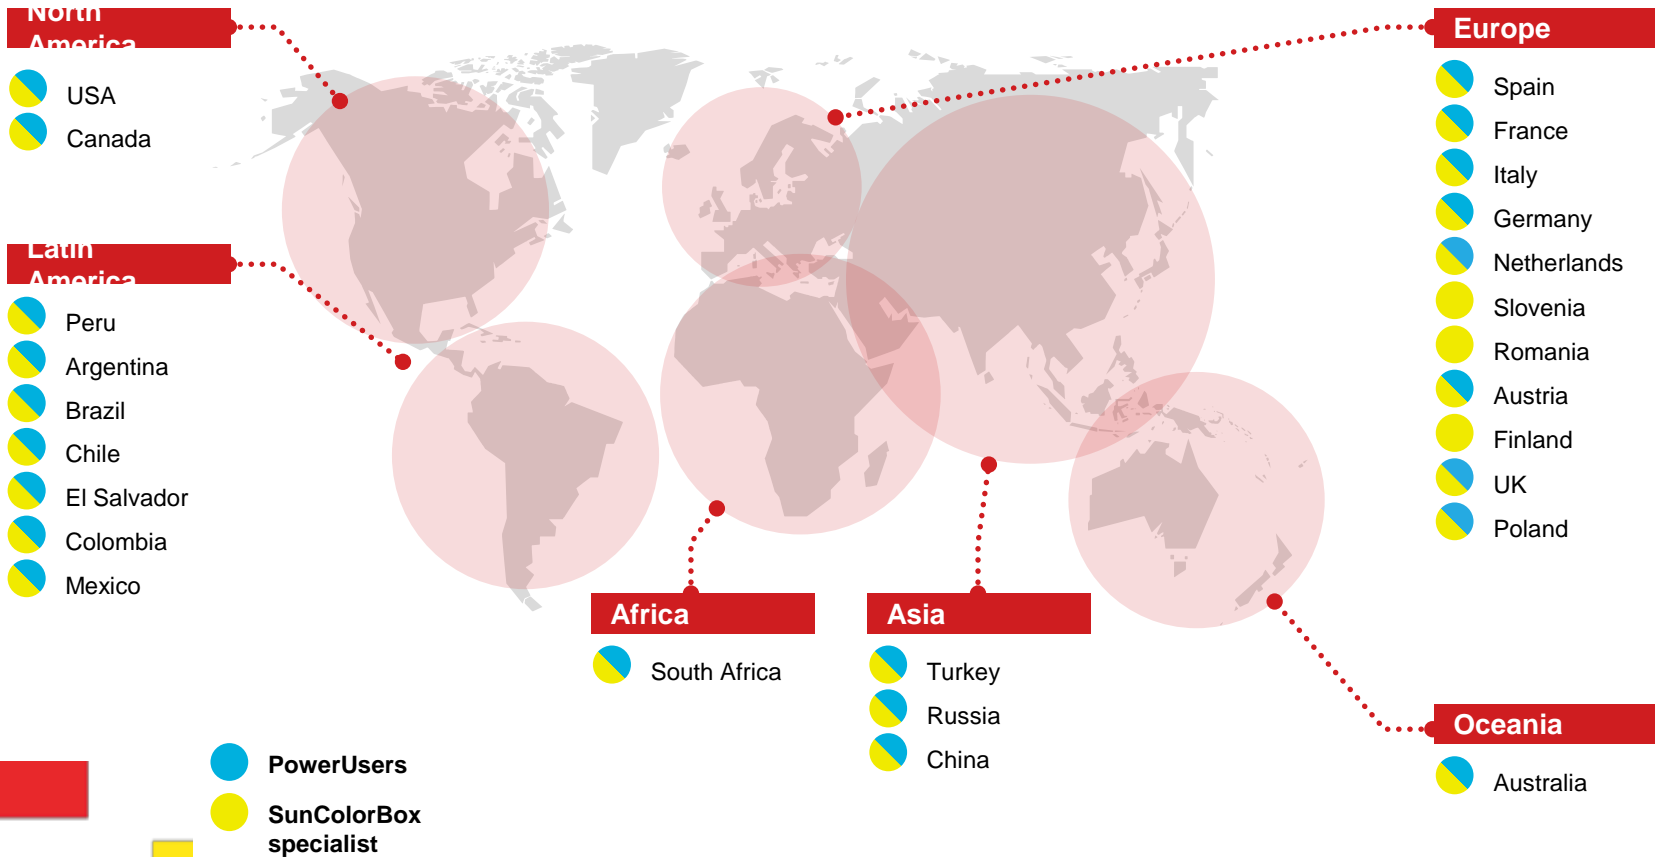 North
America
USA
Canada
Latin
America
Peru
Argentina
Brazil
Chile
El Salvador
Colombia
Mexico
Africa
South Africa
Asia
Turkey
Russia
China
Europe
Spain
France
Italy
Germany
Netherlands
Slovenia
Romania
Austria
Finland
UK
Poland
Oceania
Australia
PowerUsers
SunColorBox
specialist